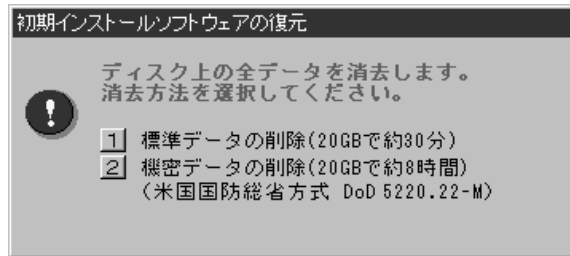 初期インストールソフトウェアの復元
ディスク上の全データを消去します。
消去方法を選択してください。
1 標準データの削除(20GBで約30分)
2 機密データの削除(20GBで約8時間)
(米国国防総省方式 DoD 5220.22-M)